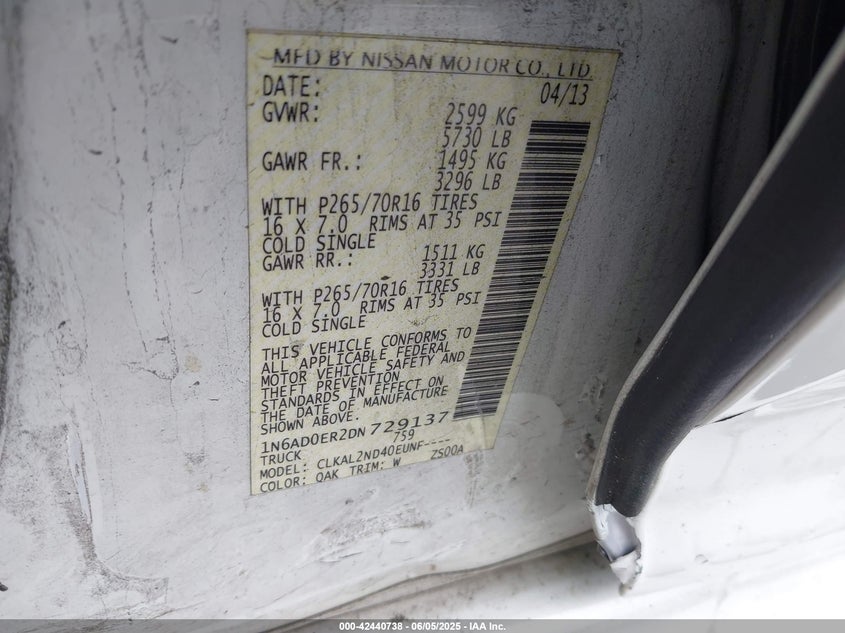 MFD BY NISSAN MOTOR CO., LTD.
DATE: 04/13
GVWR: 2599 KG
5730 LB
GAWR FR.: 1495 KG
3296 LB
WITH P265/70R16 TIRES
16 X 7.0 RIMS AT 35 PSI
COLD SINGLE
GAWR RR.: 1511 KG
3331 LB
WITH P265/70R16 TIRES
16 X 7.0 RIMS AT 35 PSI
COLD SINGLE
THIS VEHICLE CONFORMS TO
ALL APPLICABLE FEDERAL
MOTOR VEHICLE SAFETY AND
THEFT PREVENTION
STANDARDS IN EFFECT ON
THE DATE OF MANUFACTURE
SHOWN ABOVE.
1N6AD0ER2DN729137
TRUCK 759
MODEL: CLKAL2ND40EUNF----
COLOR: QAK TRIM: W ZS00A
000-42440738 - 06/05/2025 - IAA Inc.